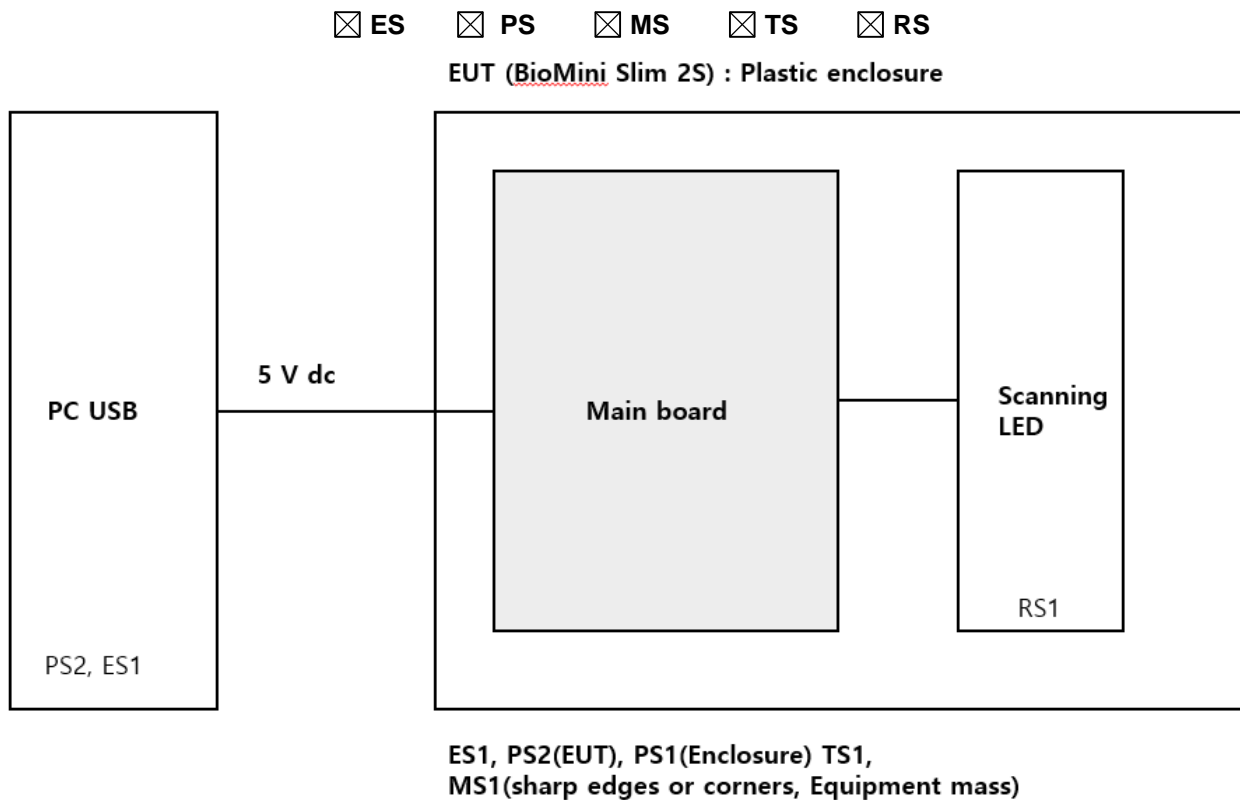 ☒ ES ☒ PS ☒ MS ☒ TS ☒ RS
EUT (BioMini Slim 2S) : Plastic enclosure
5 V dc
PC USB
Main board
Scanning
LED
RS1
PS2, ES1
ES1, PS2(EUT), PS1(Enclosure) TS1,
MS1(sharp edges or corners, Equipment mass)